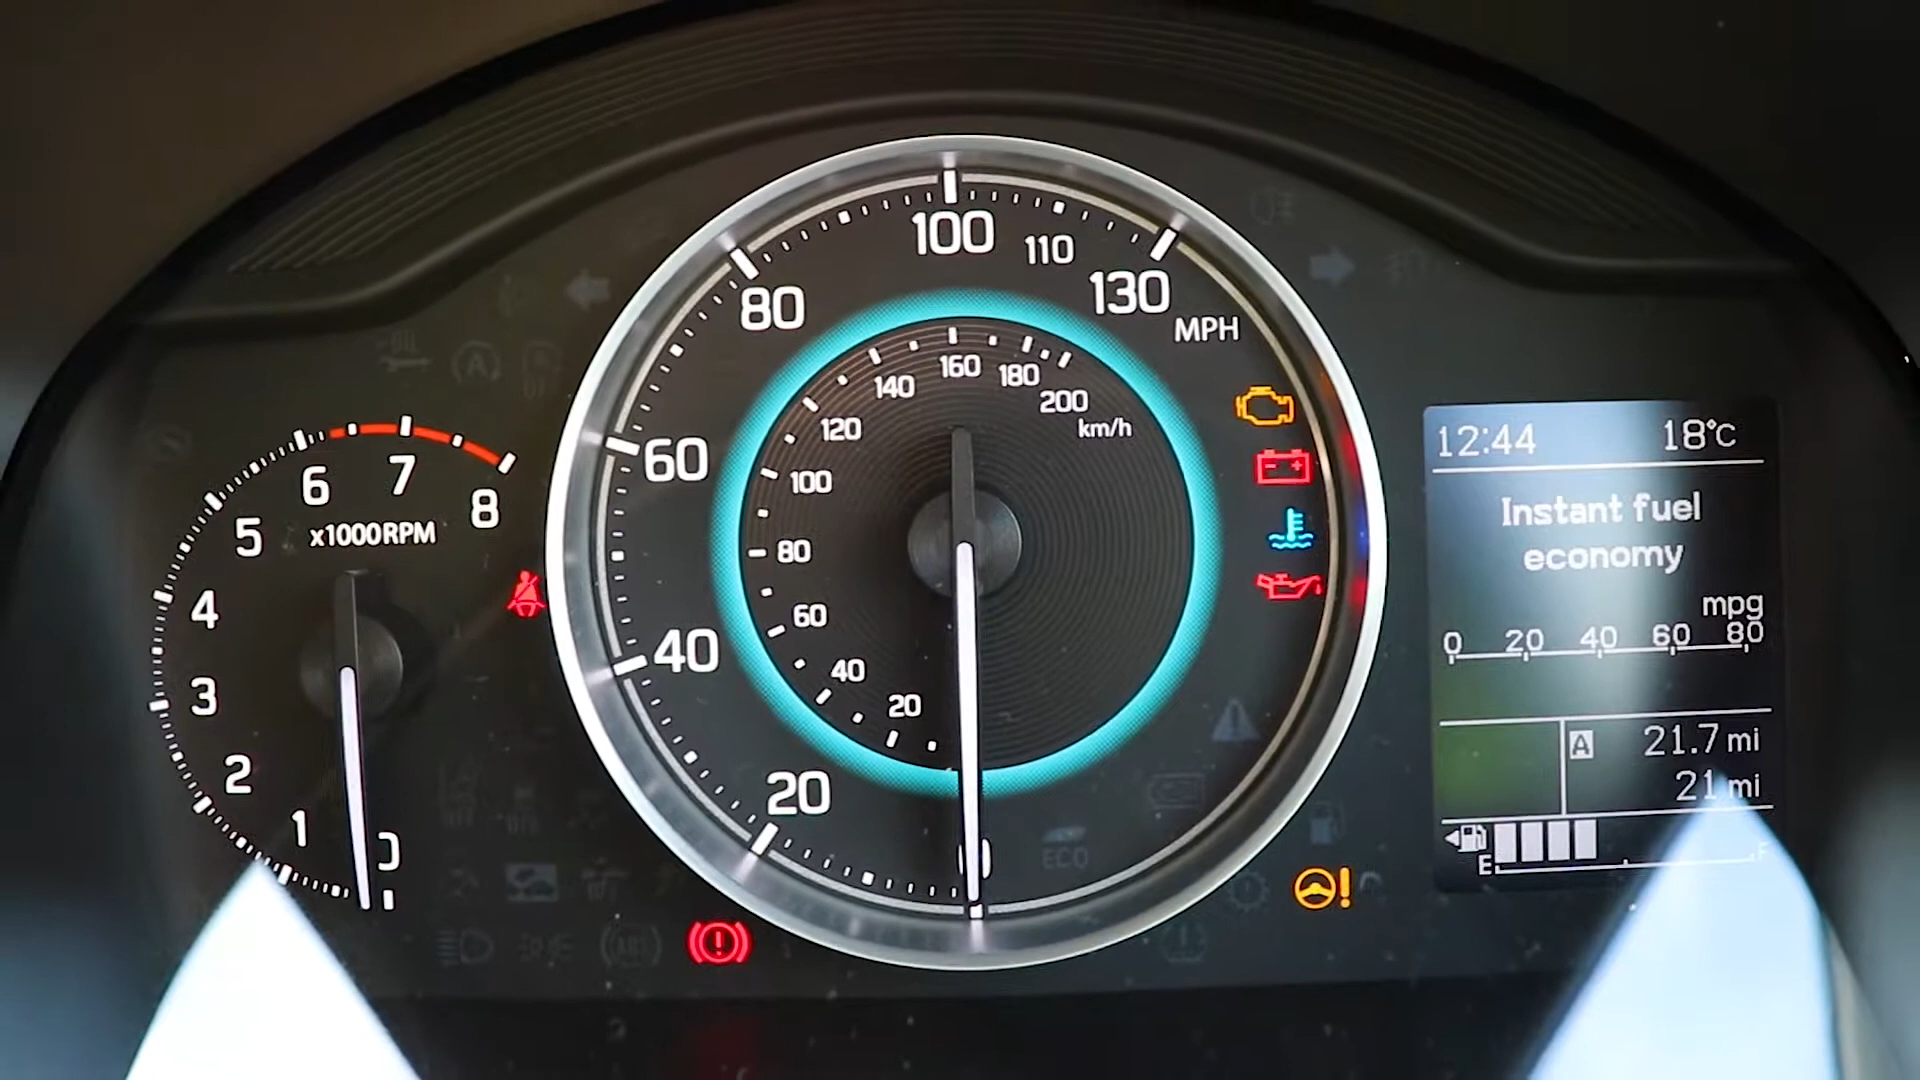 100
110
80
130
MPH
160
180
140
200
km/h
120
60
100
6
7
8
5
x1000RPM
80
4
60
40
40
3
20
2
20
1
0
0
ECO
12:44 18°C
Instant fuel
economy
mpg
0 20 40 60 80
A 21.7 mi
21 mi
E F